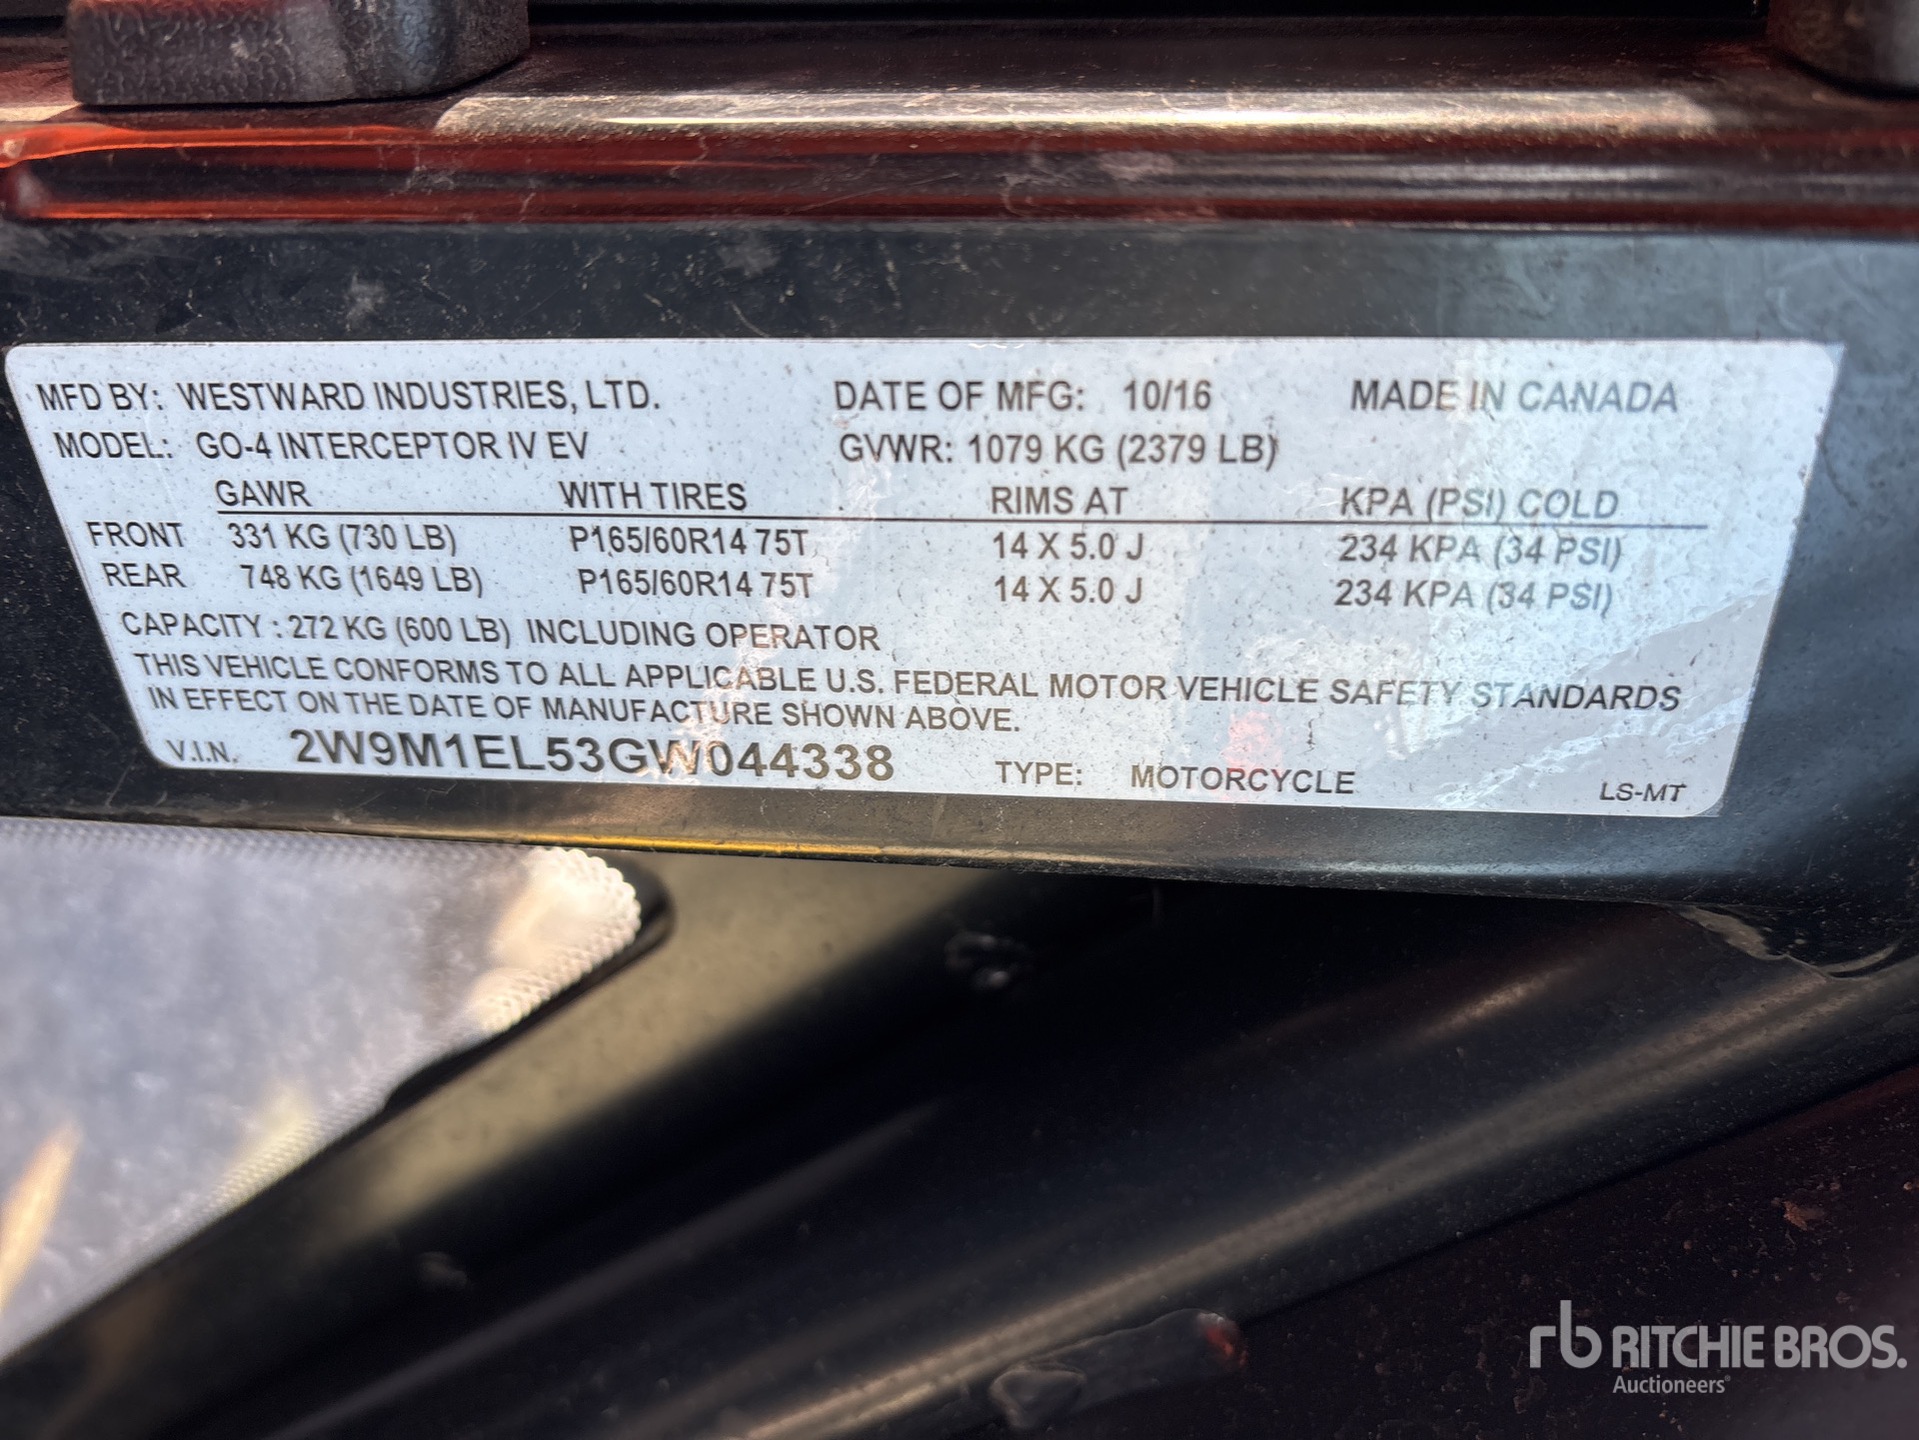 MFD BY: WESTWARD INDUSTRIES, LTD. DATE OF MFG: 10/16 MADE IN CANADA
MODEL: GO-4 INTERCEPTOR IV EV GVWR: 1079 KG (2379 LB)
GAWR WITH TIRES RIMS AT KPA (PSI) COLD
FRONT 331 KG (730 LB) P165/60R14 75T 14 X 5.0 J 234 KPA (34 PSI)
REAR 748 KG (1649 LB) P165/60R14 75T 14 X 5.0 J 234 KPA (34 PSI)
CAPACITY : 272 KG (600 LB) INCLUDING OPERATOR
THIS VEHICLE CONFORMS TO ALL APPLICABLE U.S. FEDERAL MOTOR VEHICLE SAFETY STANDARDS
IN EFFECT ON THE DATE OF MANUFACTURE SHOWN ABOVE.
V.I.N. 2W9M1EL53GW044338 TYPE: MOTORCYCLE LS-MT
rb RITCHIE BROS.
Auctioneers®